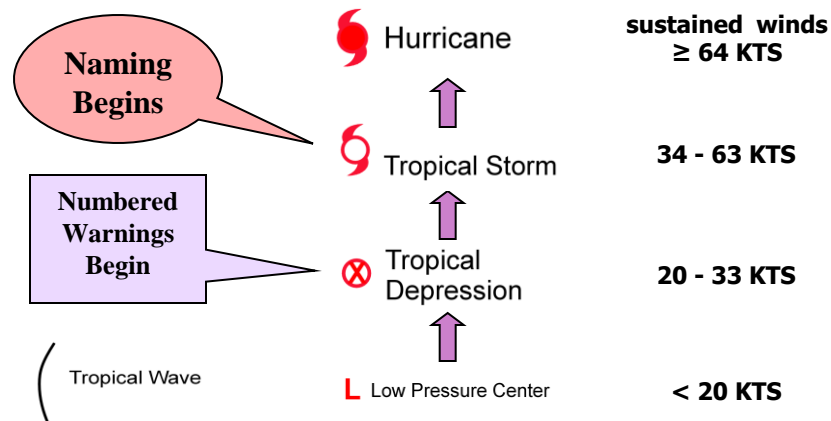 Hurricane
sustained winds
≥ 64 KTS
Naming
Begins
Tropical Storm
34 - 63 KTS
Numbered
Warnings
Begin
X
Tropical
Depression
20 - 33 KTS
Tropical Wave
L Low Pressure Center
< 20 KTS